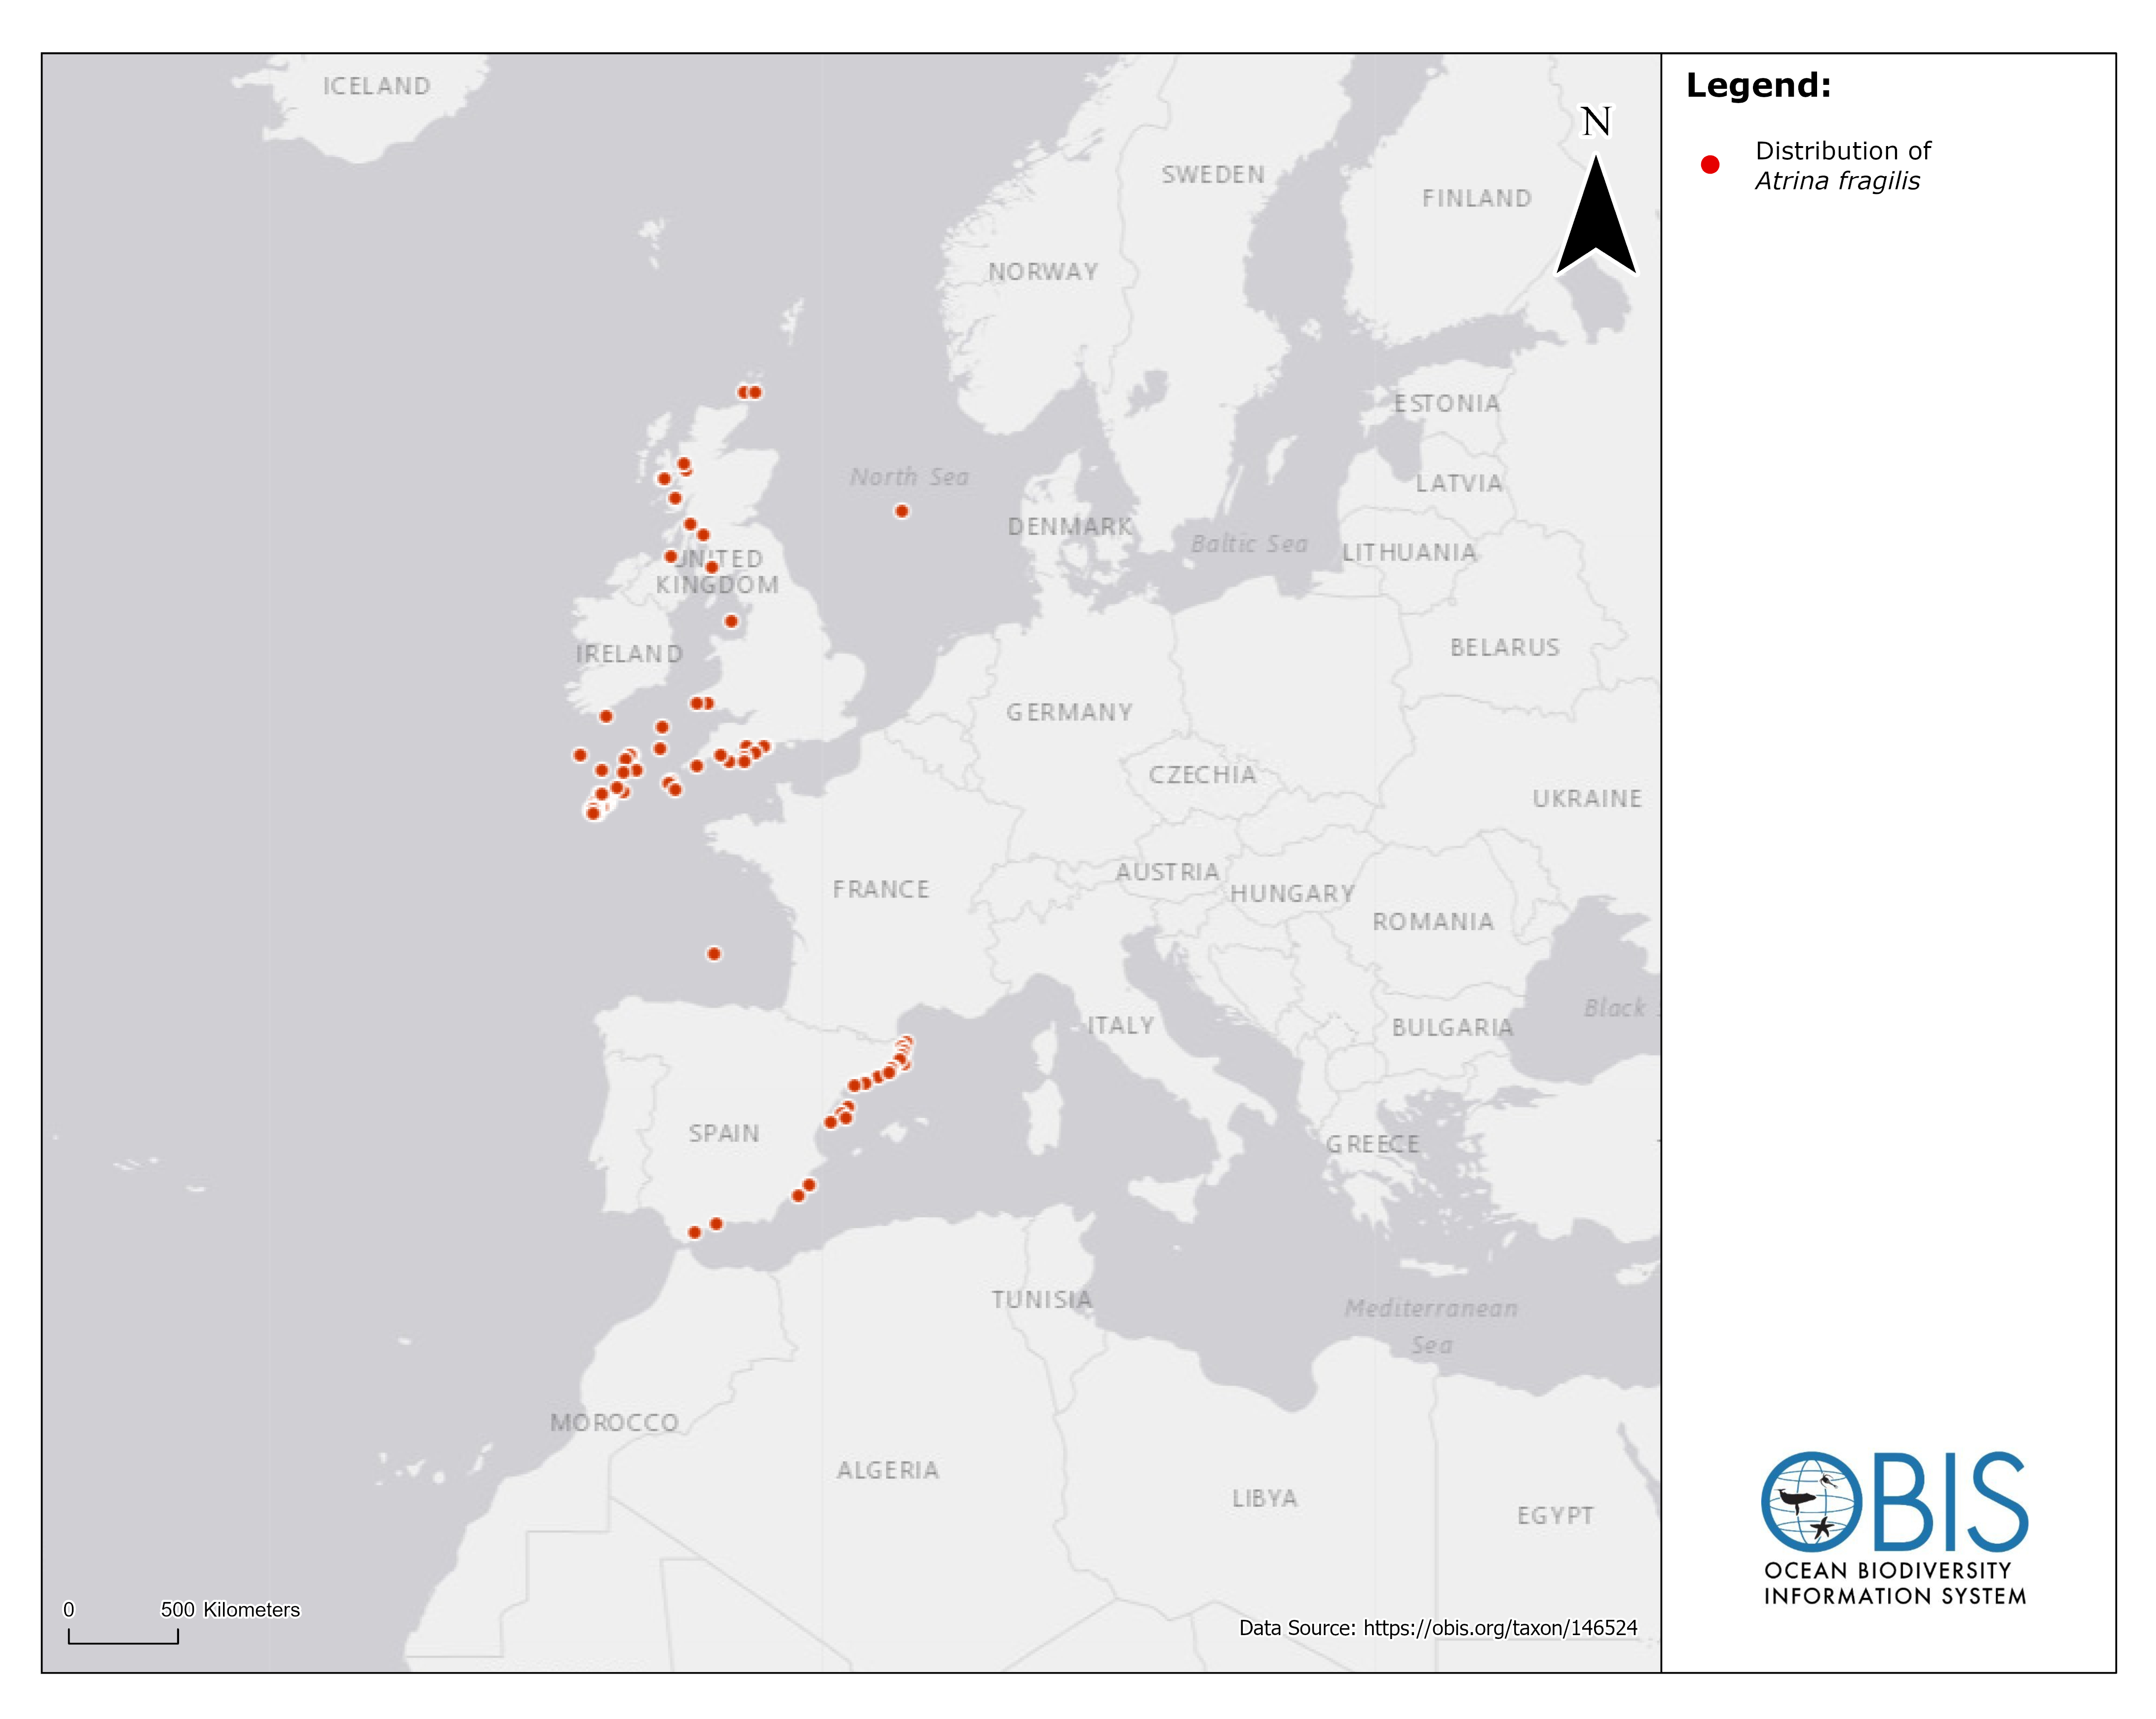 ICELAND
Legend:
N
Distribution of
Atrina fragilis
SWEDEN
FINLAND
NORWAY
ESTONIA
North Sea
LATVIA
DENMARK
Baltic Sea
LITHUANIA
UNITED
KINGDOM
BELARUS
IRELAND
GERMANY
CZECHIA
UKRAINE
AUSTRIA
FRANCE
HUNGARY
ROMANIA
Black
ITALY
BULGARIA
SPAIN
GREECE
TUNISIA
Mediterranean
Sea
MOROCCO
ALGERIA
LIBYA
EGYPT
OBIS
OCEAN BIODIVERSITY
INFORMATION SYSTEM
0 500 Kilometers
Data Source: https://obis.org/taxon/146524